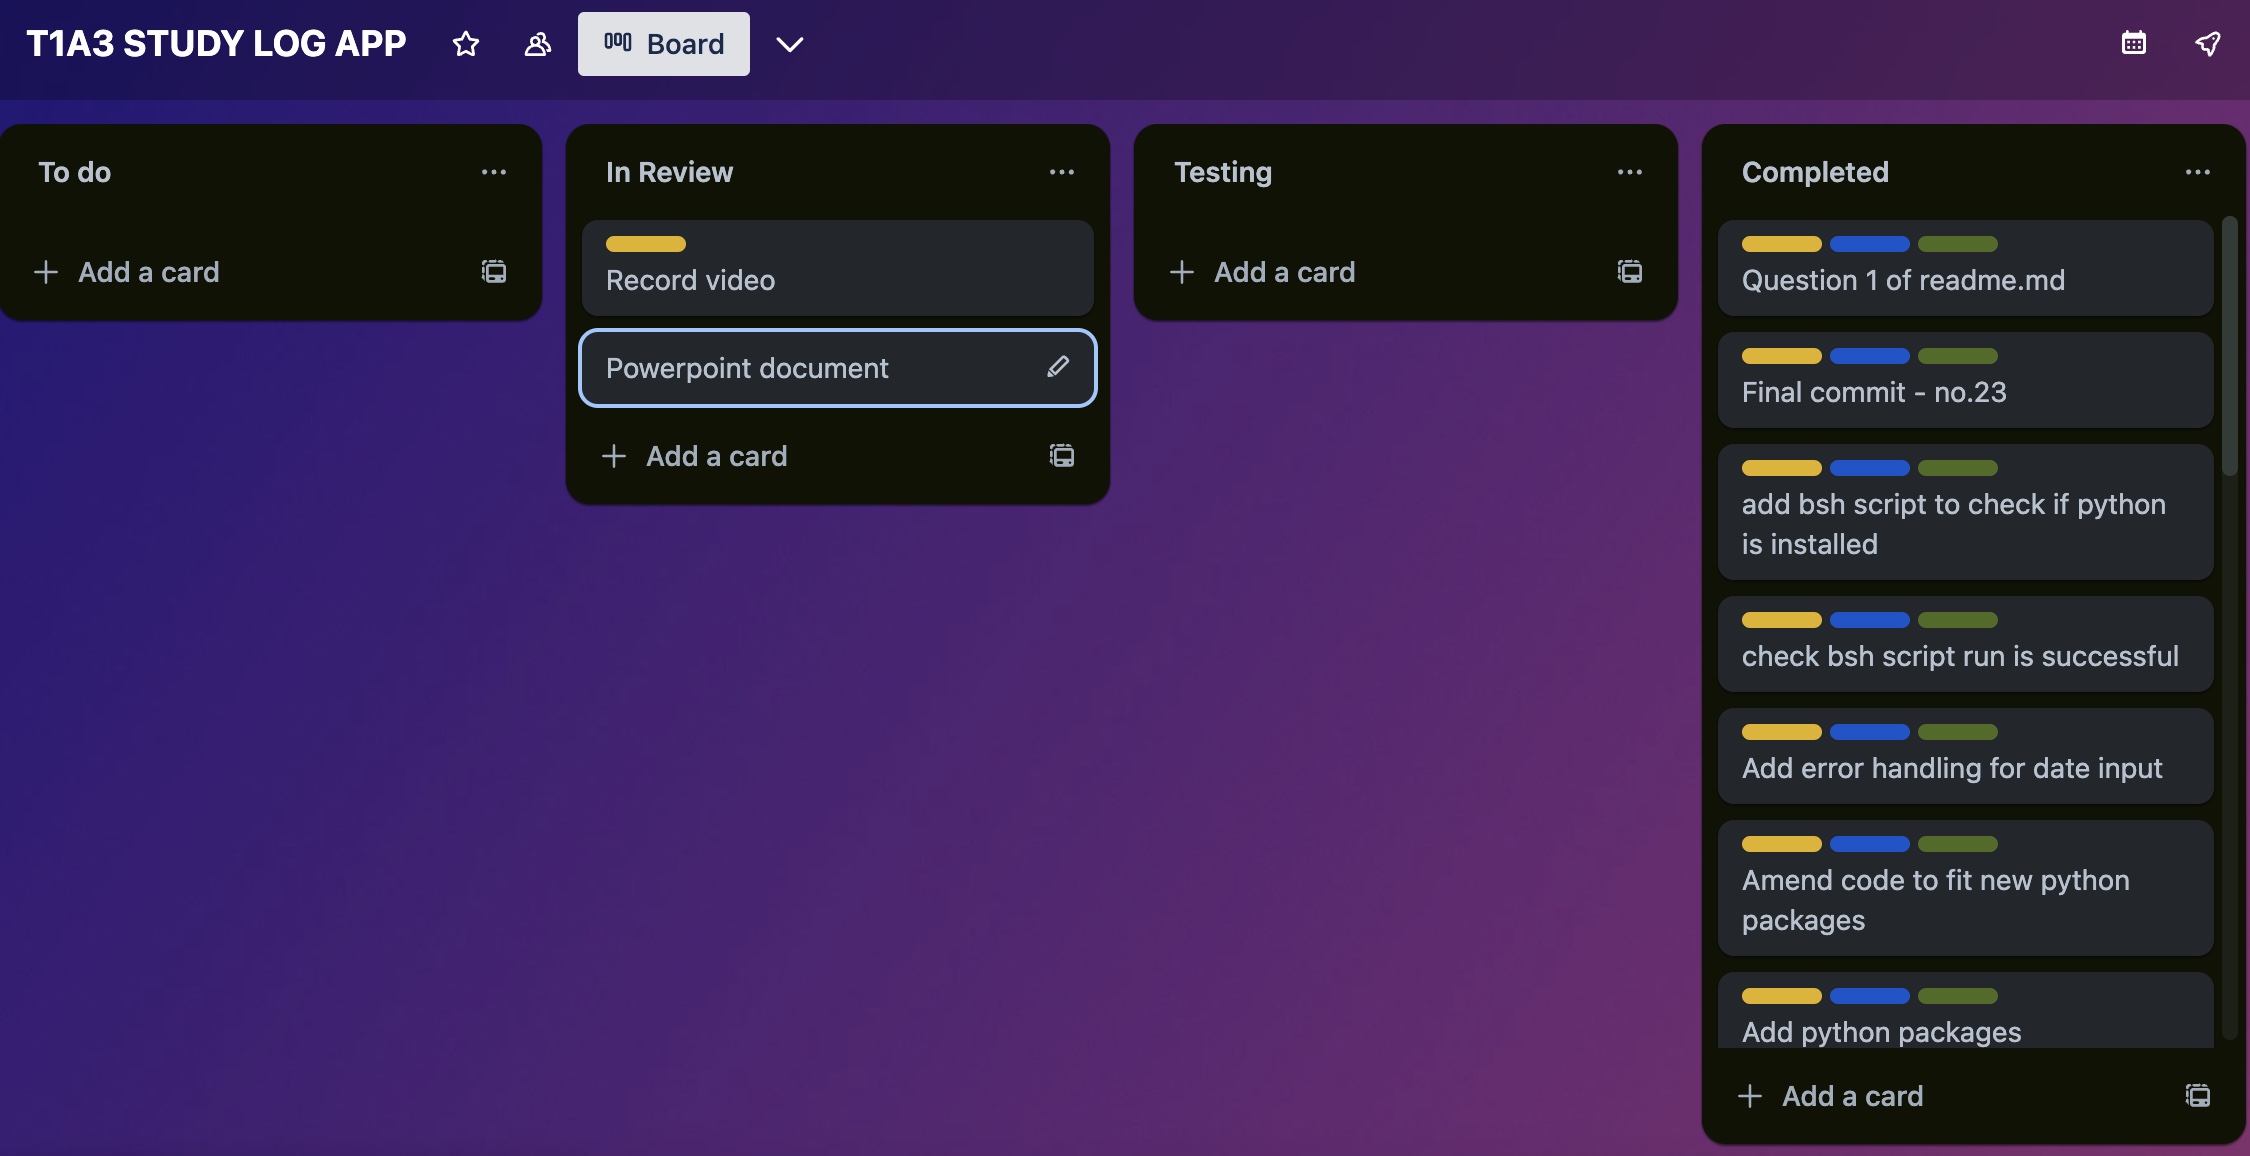 T1A3 STUDY LOG APP
Board
To do
Add a card
In Review
Record video
Powerpoint document
Add a card
Testing
Add a card
Completed
Question 1 of readme.md
Final commit - no.23
add bsh script to check if python
is installed
check bsh script run is successful
Add error handling for date input
Amend code to fit new python
packages
Add python packages
Add a card